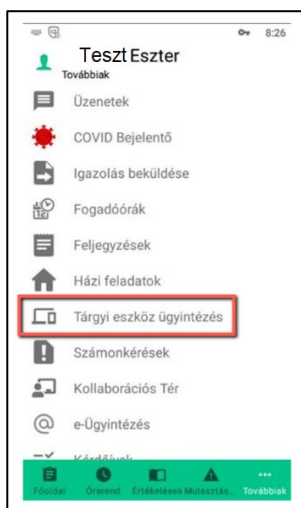 8:26
Teszt Eszter
Továbbiak
Üzenetek
COVID Bejelentő
Igazolás beküldése
Fogadóórák
Feljegyzések
Házi feladatok
Tárgyi eszköz ügyintézés
Számonkérések
Kollaborációs Tér
e-Ügyintézés
Kérdőívek
Főoldal Órarend Értékelések Mulasztás... Továbbiak